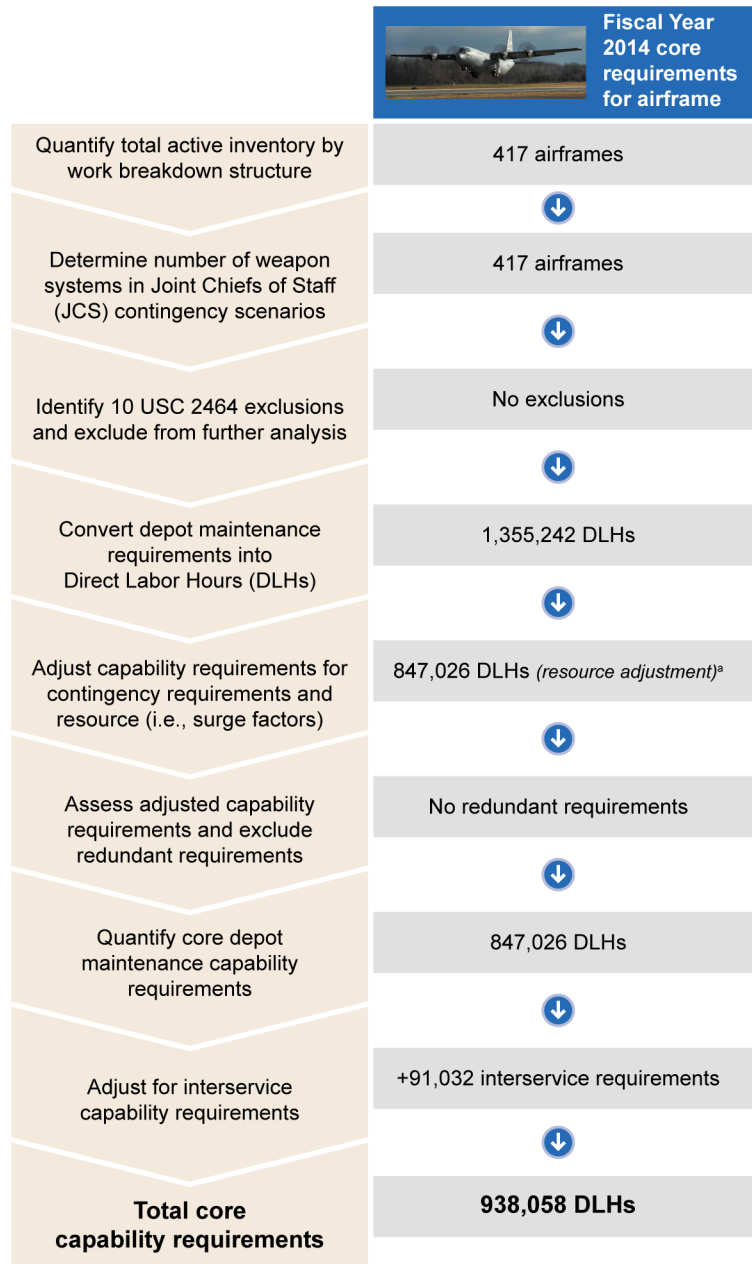 Fiscal Year
2014 core
requirements
for airframe
Quantify total active inventory by
work breakdown structure
417 airframes
Determine number of weapon
systems in Joint Chiefs of Staff
(JCS) contingency scenarios
417 airframes
Identify 10 USC 2464 exclusions
and exclude from further analysis
No exclusions
Convert depot maintenance
requirements into
Direct Labor Hours (DLHs)
1,355,242 DLHs
Adjust capability requirements for
contingency requirements and
resource (i.e., surge factors)
847,026 DLHs (resource adjustment)ᵃ
Assess adjusted capability
requirements and exclude
redundant requirements
No redundant requirements
Quantify core depot
maintenance capability
requirements
847,026 DLHs
Adjust for interservice
capability requirements
+91,032 interservice requirements
Total core
capability requirements
938,058 DLHs